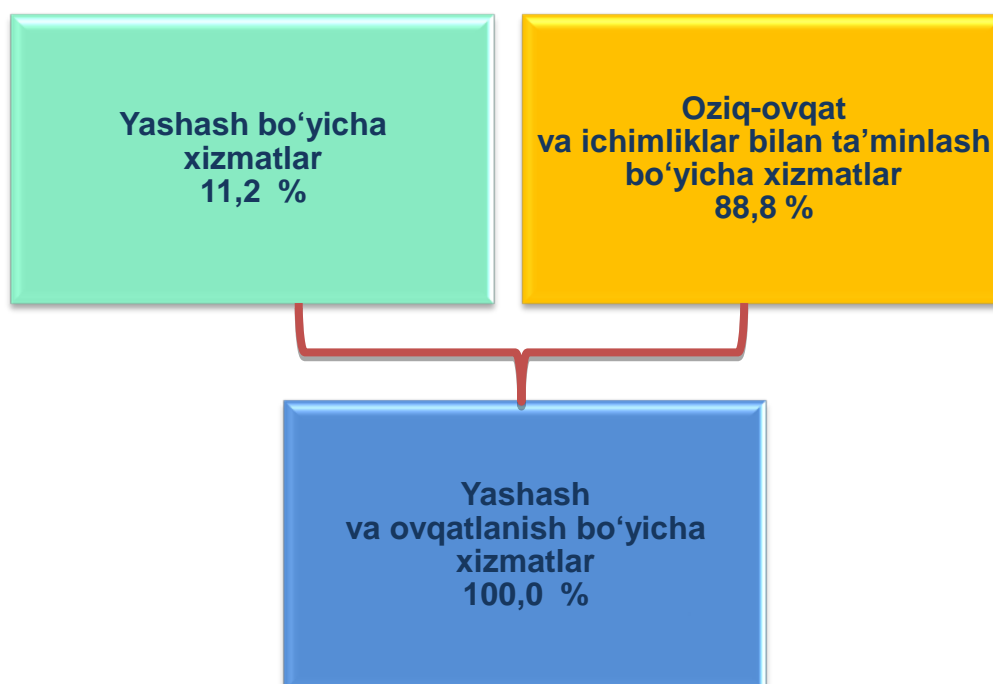 Yashash bo‘yicha
xizmatlar
11,2 %
Oziq-ovqat
va ichimliklar bilan ta’minlash
bo‘yicha xizmatlar
88,8 %
Yashash
va ovqatlanish bo‘yicha
xizmatlar
100,0 %